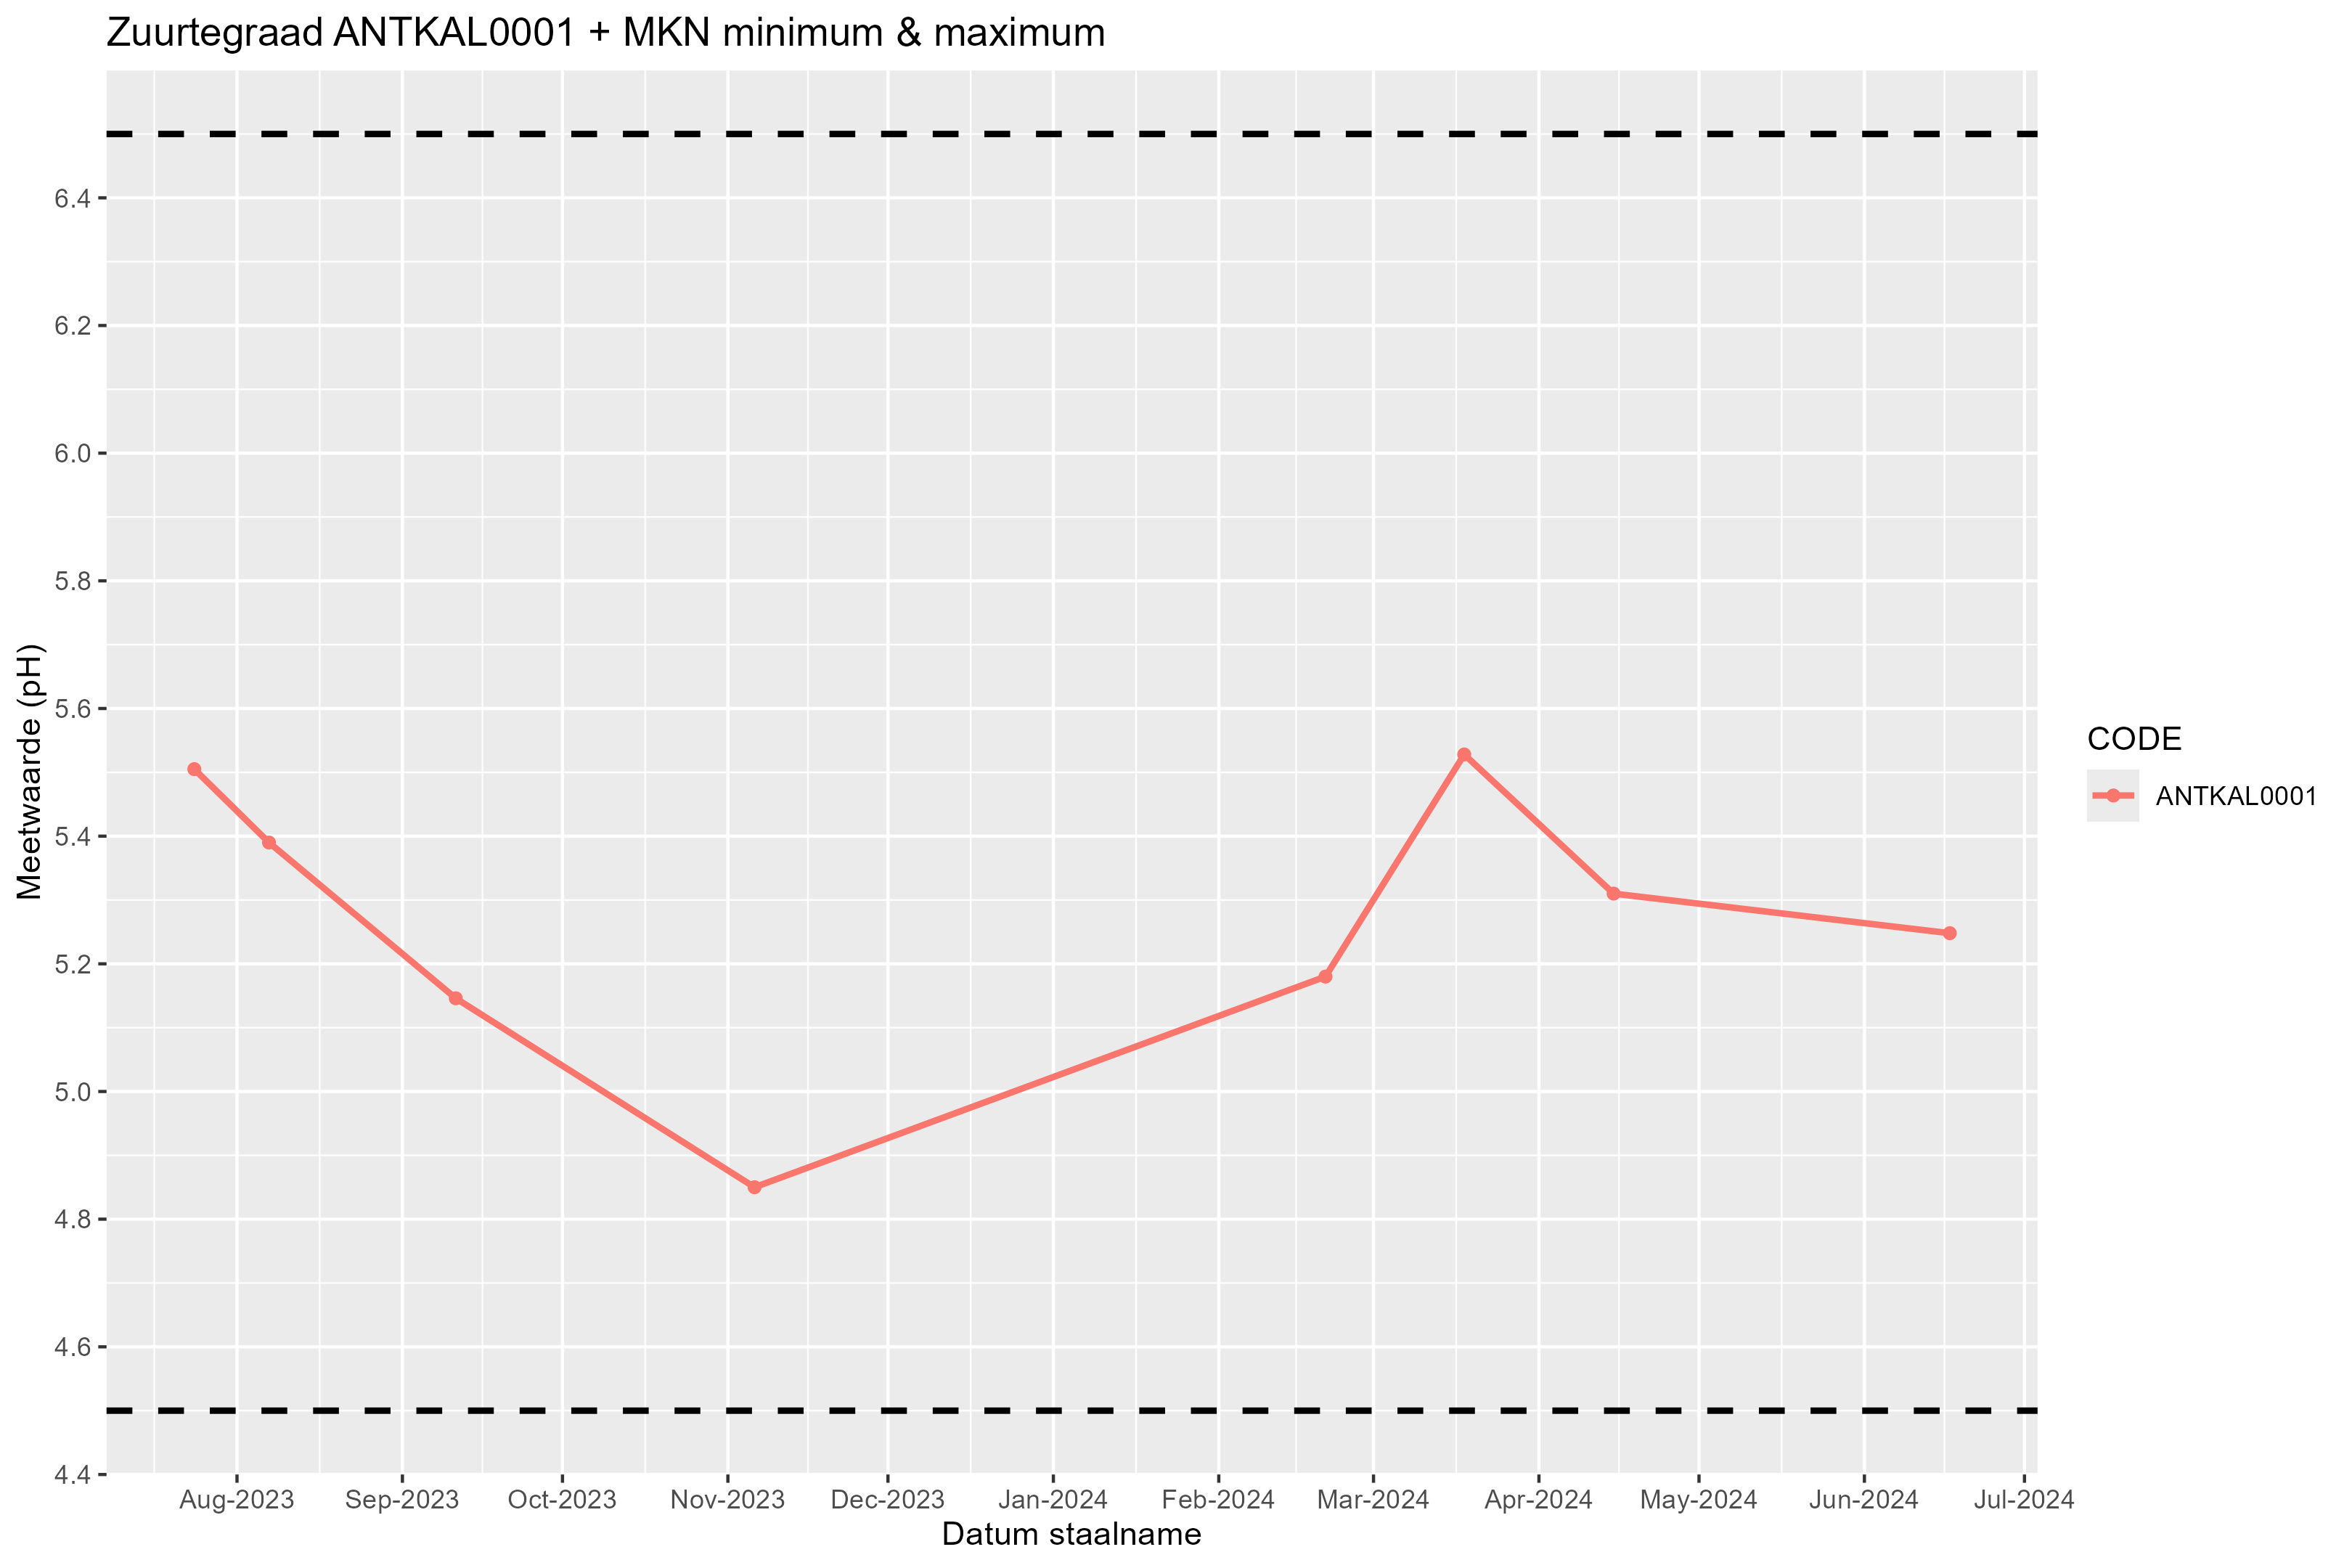 Zuurtegraad ANTKAL0001 + MKN minimum & maximum
Meetwaarde (pH)
6.4
6.2
6.0
5.8
5.6
5.4
5.2
5.0
4.8
4.6
4.4
Aug-2023 Sep-2023 Oct-2023 Nov-2023 Dec-2023 Jan-2024 Feb-2024 Mar-2024 Apr-2024 May-2024 Jun-2024 Jul-2024
Datum staalname
CODE
ANTKAL0001